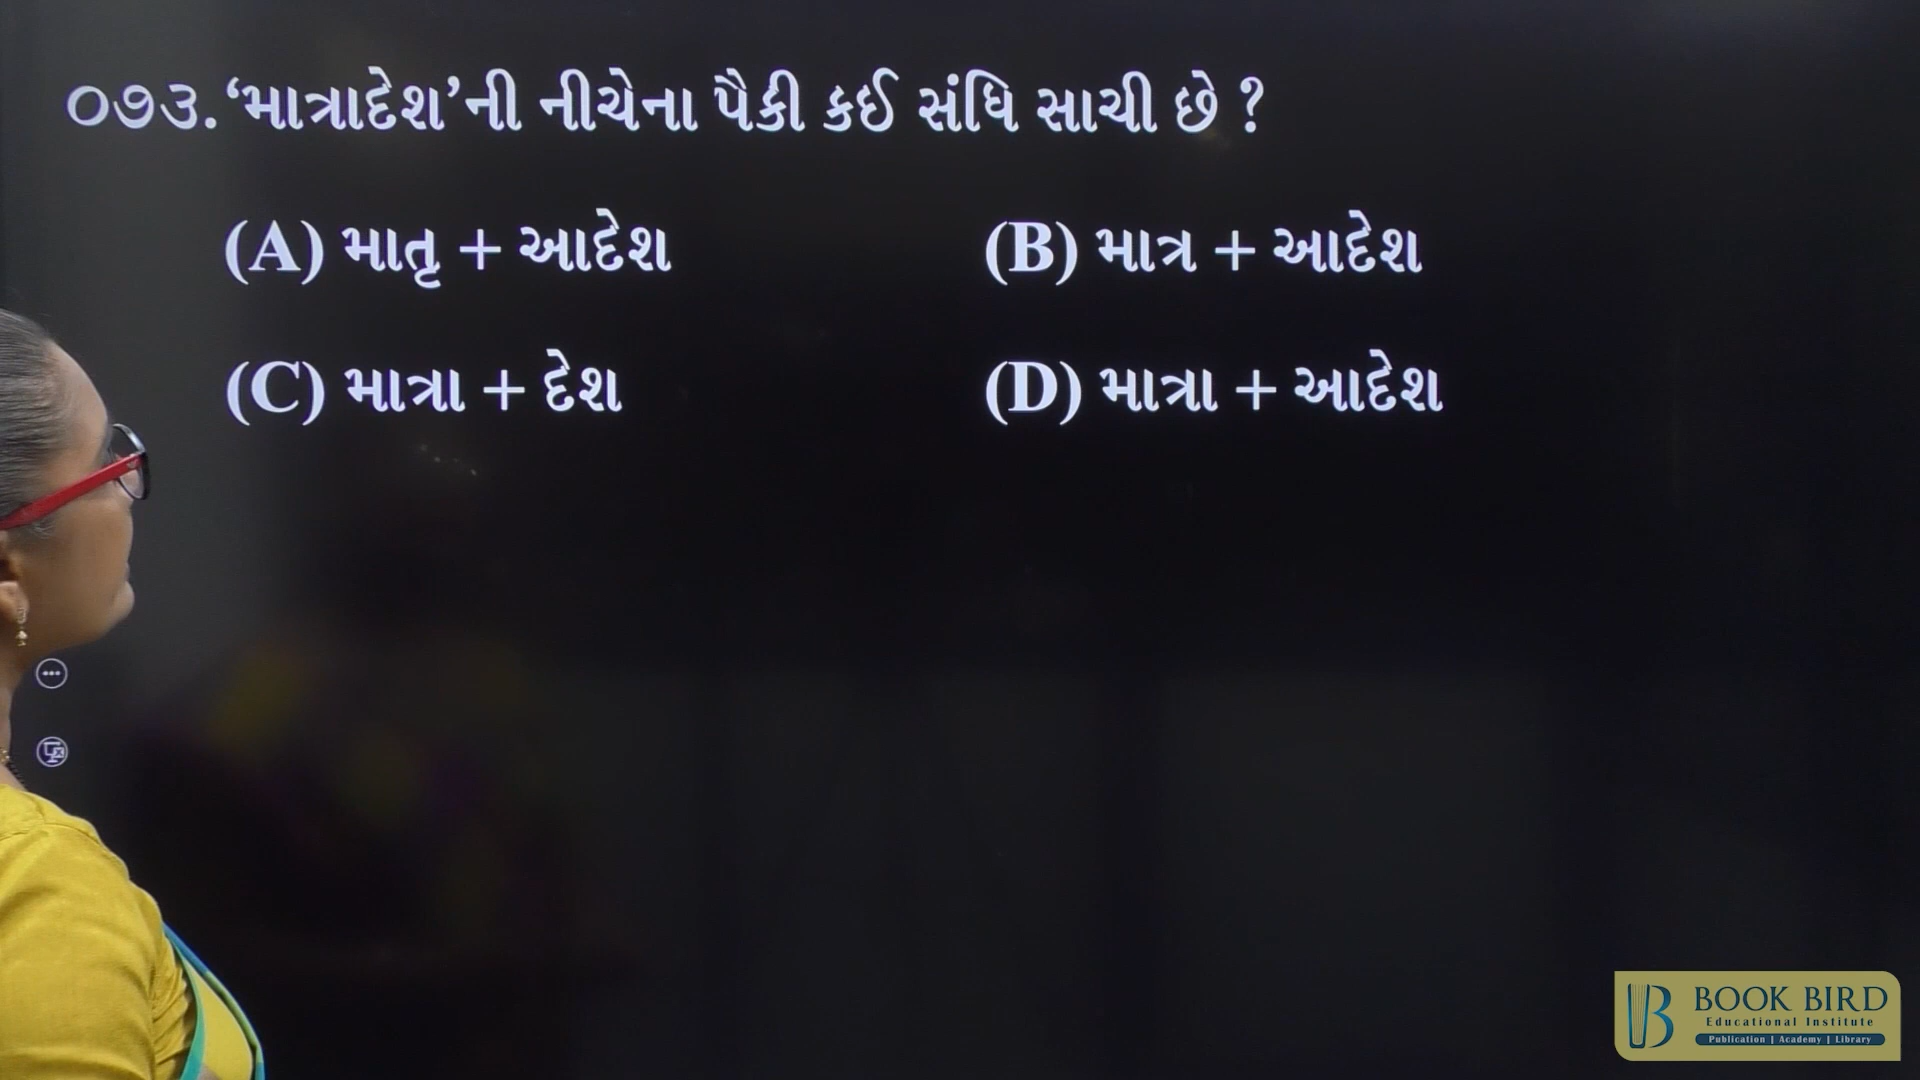 ૦૭૩. ‘માત્રાદેશ’ની નીચેના પૈકી કઈ સંધિ સાચી છે ?
(A) માતૃ + આદેશ (B) માત્ર + આદેશ
(C) માત્રા + દેશ (D) માત્રા + આદેશ
BOOK BIRD
Educational Institute
Publication | Academy | Library